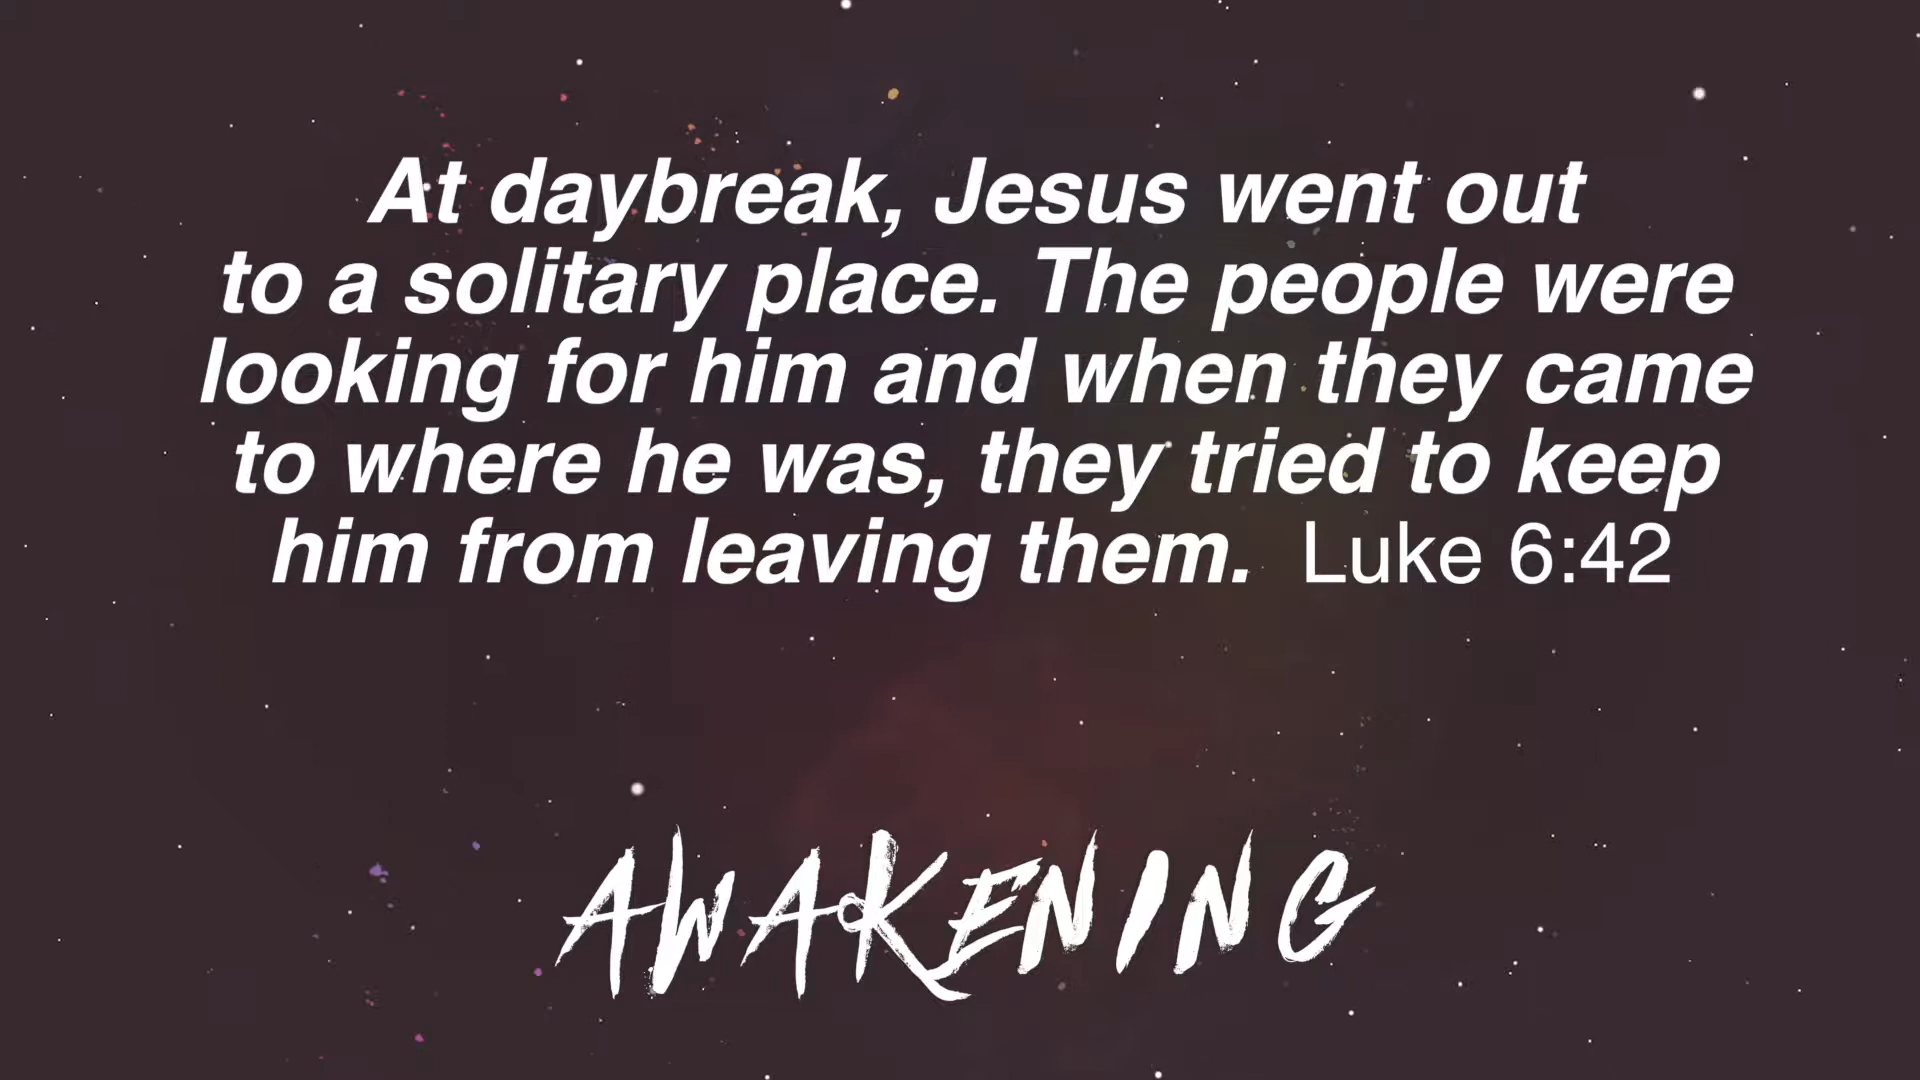 At daybreak, Jesus went out
to a solitary place. The people were
looking for him and when they came
to where he was, they tried to keep
him from leaving them. Luke 6:42
AWAKENING